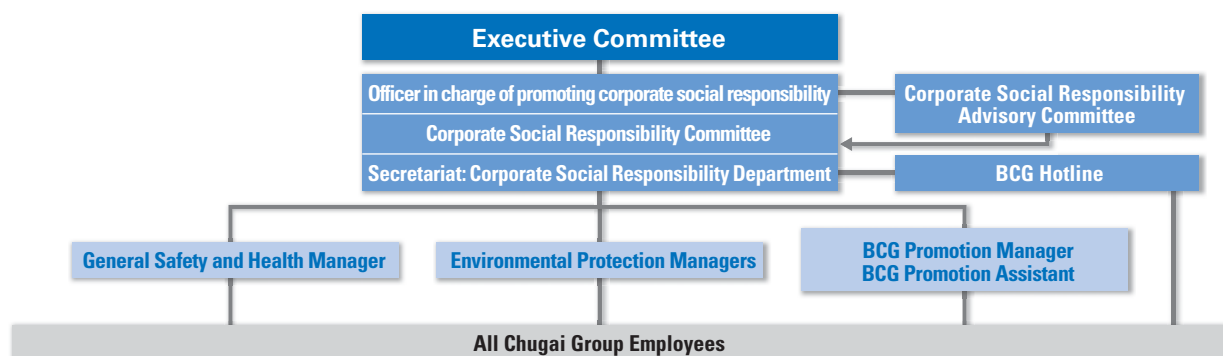 Executive Committee
Officer in charge of promoting corporate social responsibility
Corporate Social Responsibility
Advisory Committee
Corporate Social Responsibility Committee
Secretariat: Corporate Social Responsibility Department
BCG Hotline
General Safety and Health Manager
Environmental Protection Managers
BCG Promotion Manager
BCG Promotion Assistant
All Chugai Group Employees